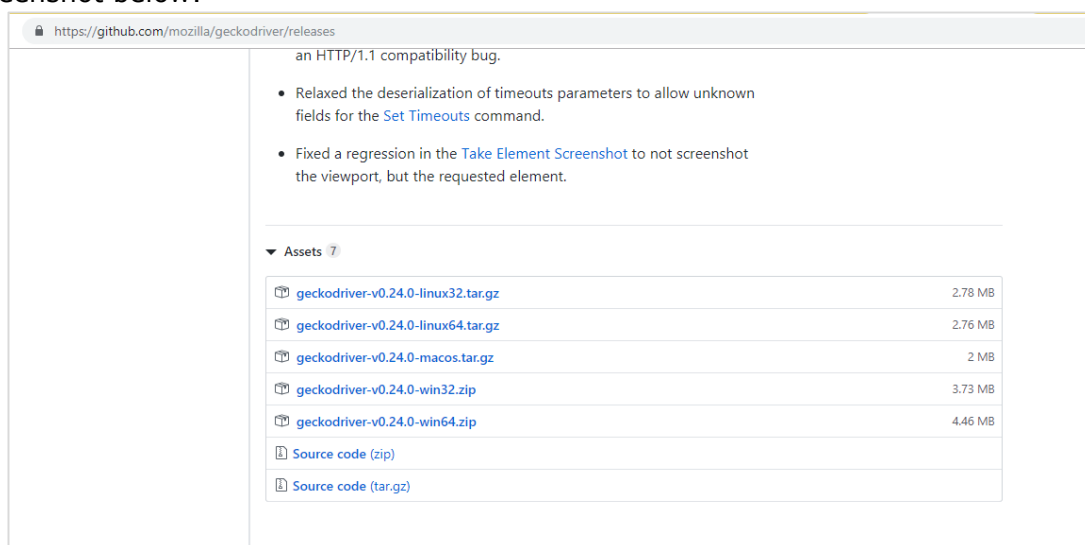 https://github.com/mozilla/geckodriver/releases
an HTTP/1.1 compatibility bug.
• Relaxed the deserialization of timeouts parameters to allow unknown
fields for the Set Timeouts command.
• Fixed a regression in the Take Element Screenshot to not screenshot
the viewport, but the requested element.
Assets 7
geckodriver-v0.24.0-linux32.tar.gz 2.78 MB
geckodriver-v0.24.0-linux64.tar.gz 2.76 MB
geckodriver-v0.24.0-macos.tar.gz 2 MB
geckodriver-v0.24.0-win32.zip 3.73 MB
geckodriver-v0.24.0-win64.zip 4.46 MB
Source code (zip)
Source code (tar.gz)